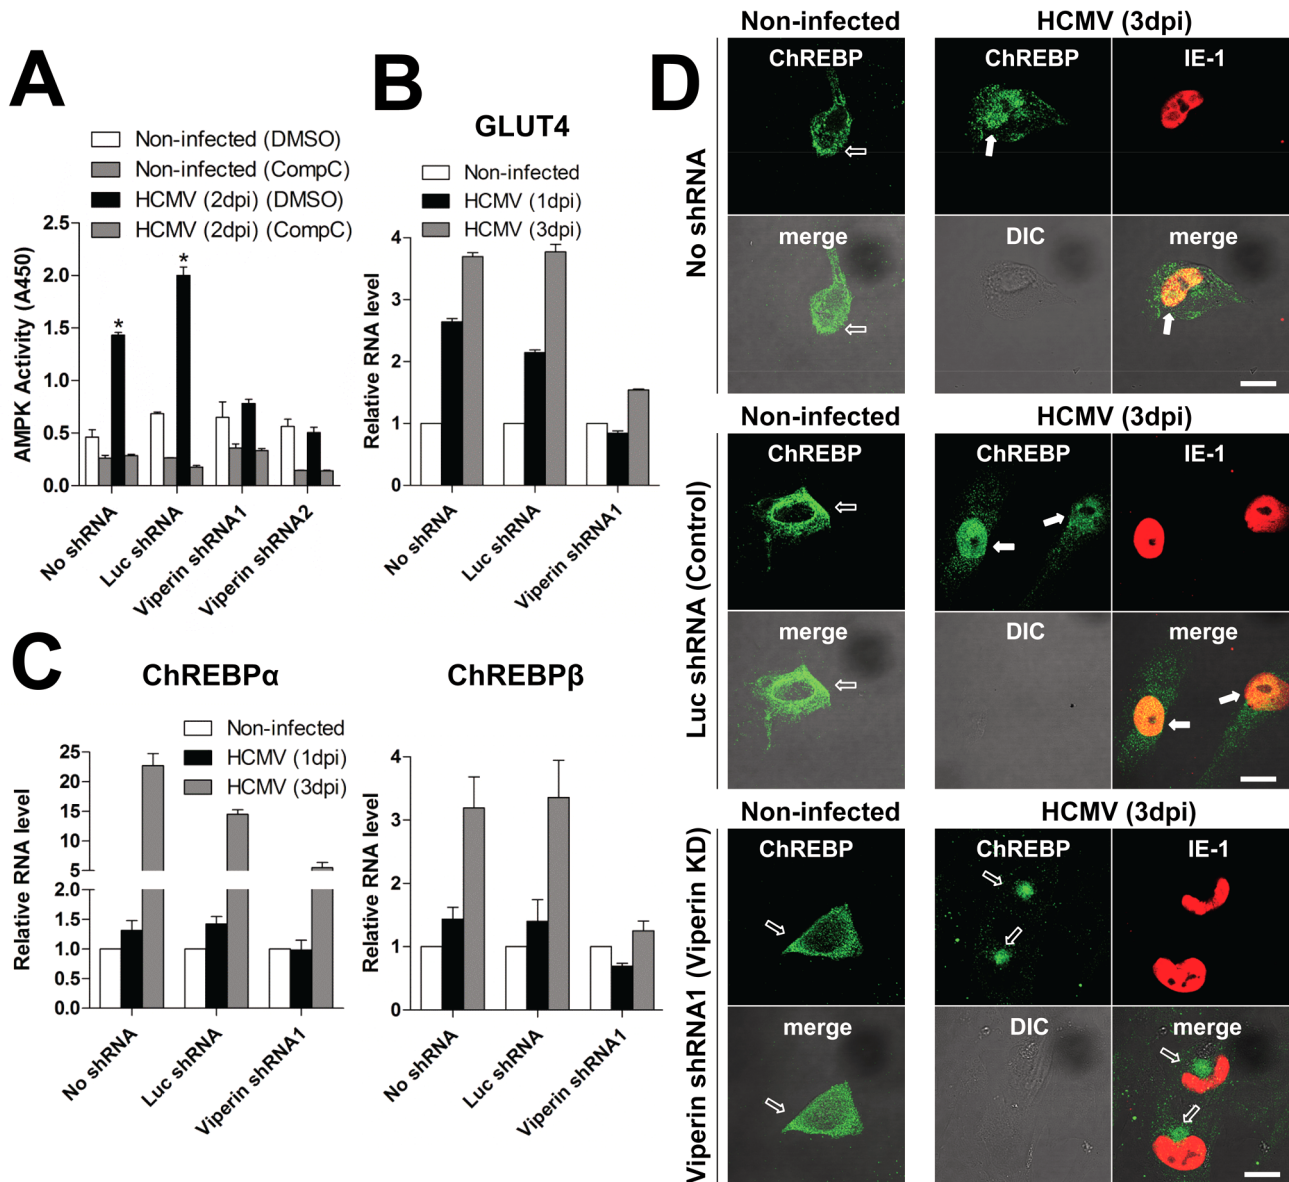 A
Non-infected (DMSO)
Non-infected (CompC)
HCMV (2dpi) (DMSO)
HCMV (2dpi) (CompC)
AMPK Activity (A450)
2.5
2.0
1.5
1.0
0.5
0.0
*
*
No shRNA
Luc shRNA
Viperin shRNA1
Viperin shRNA2
B
GLUT4
Non-infected
HCMV (1dpi)
HCMV (3dpi)
Relative RNA level
4
3
2
1
0
No shRNA
Luc shRNA
Viperin shRNA1
C
ChREBPα
Non-infected
HCMV (1dpi)
HCMV (3dpi)
Relative RNA level
25
20
15
10
5
2.0
1.5
1.0
0.5
0.0
No shRNA
Luc shRNA
Viperin shRNA1
ChREBPβ
Relative RNA level
4
3
2
1
0
No shRNA
Luc shRNA
Viperin shRNA1
D
Non-infected
HCMV (3dpi)
No shRNA
ChREBP
ChREBP
IE-1
merge
DIC
merge
Non-infected
HCMV (3dpi)
Luc shRNA (Control)
ChREBP
ChREBP
IE-1
merge
DIC
merge
Non-infected
HCMV (3dpi)
Viperin shRNA1 (Viperin KD)
ChREBP
ChREBP
IE-1
merge
DIC
merge